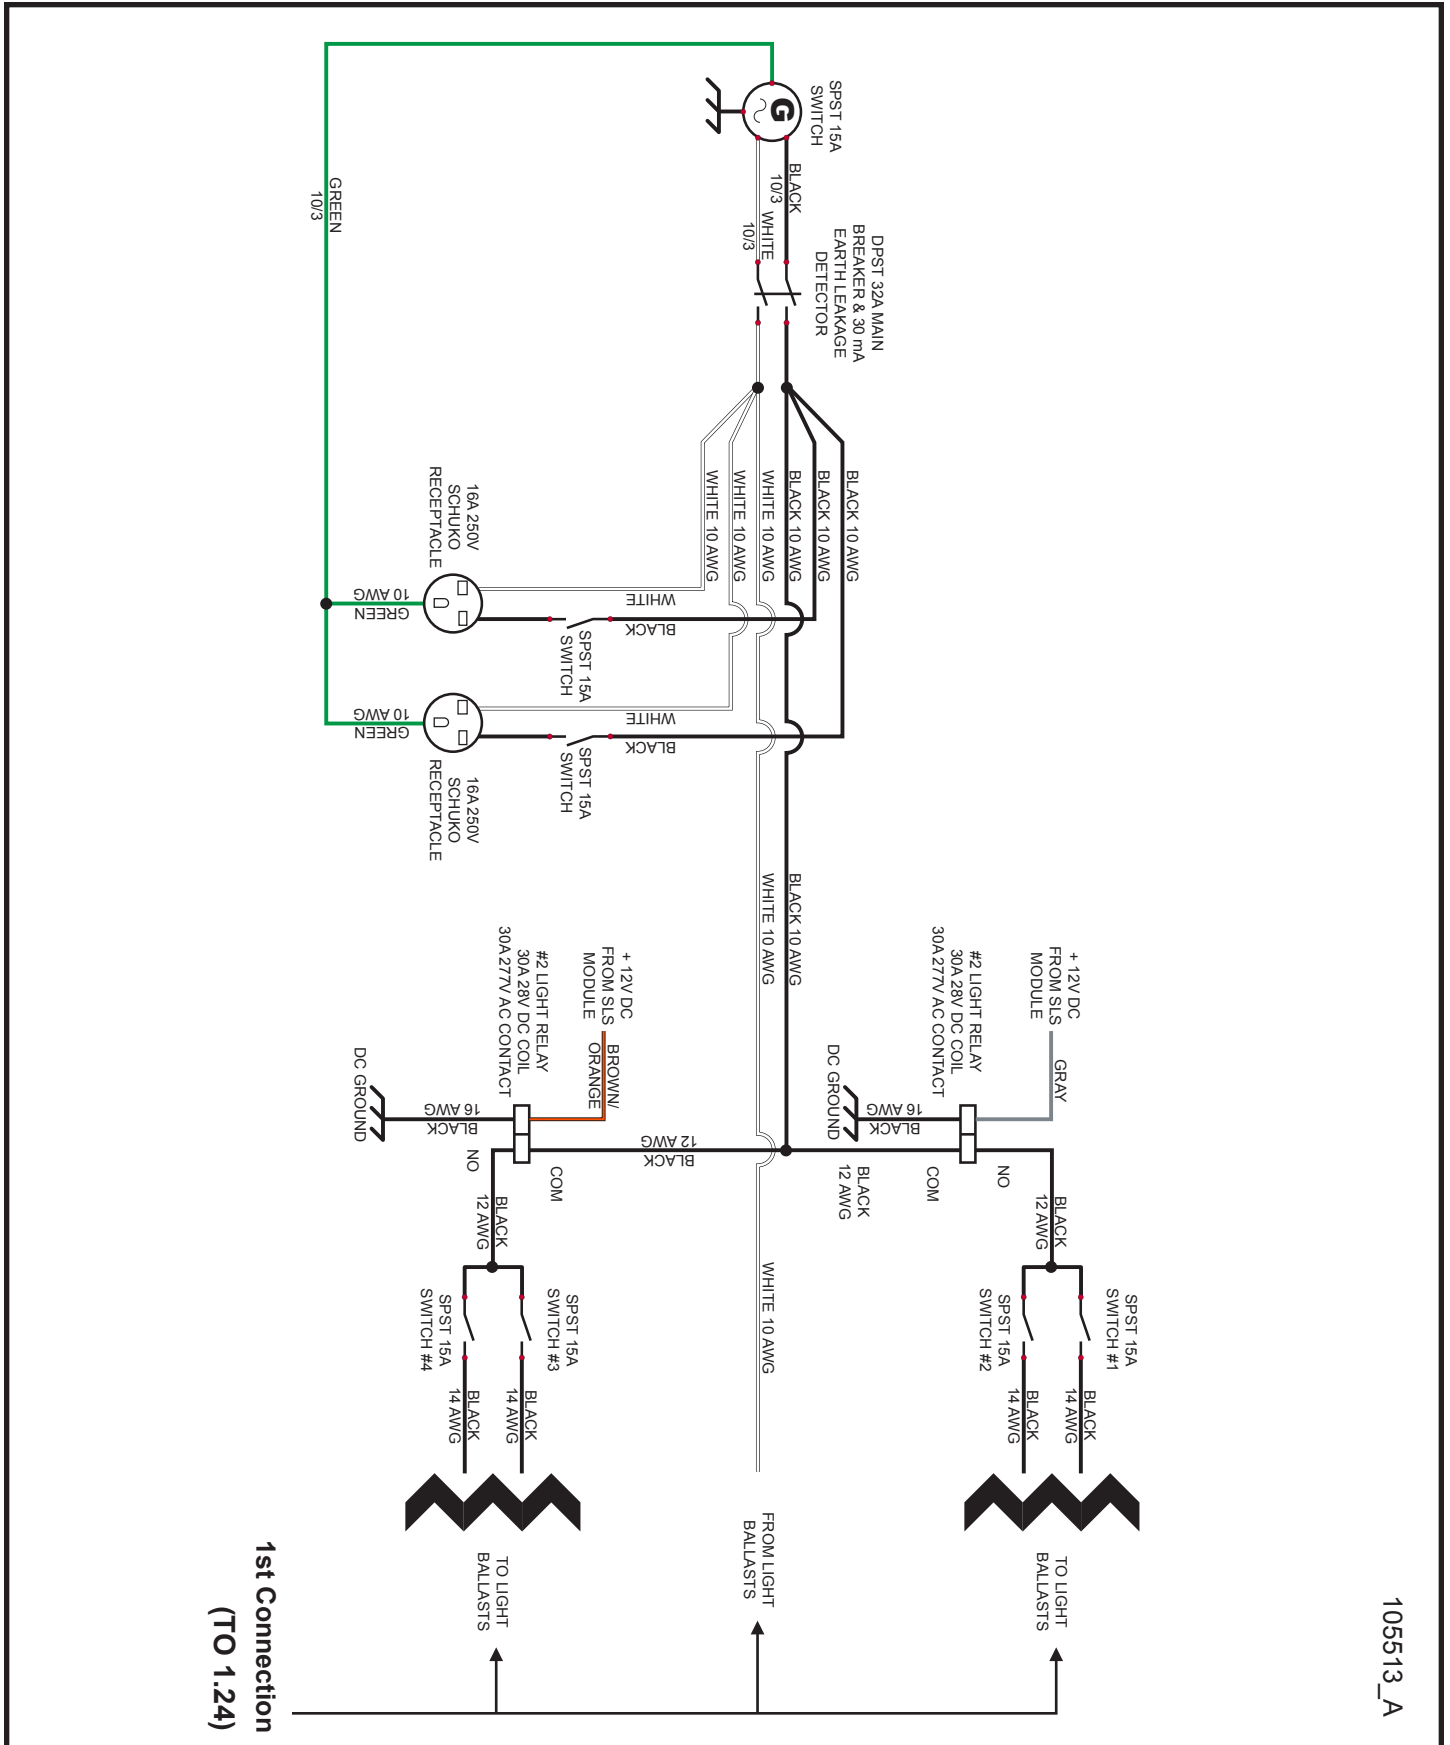 105513_A
SPST 15A
SWITCH
G
BLACK
10/3
WHITE
10/3
GREEN
10/3
DPST 32A MAIN
BREAKER & 30 mA
EARTH LEAKAGE
DETECTOR
BLACK 10 AWG
BLACK 10 AWG
BLACK 10 AWG
WHITE 10 AWG
WHITE 10 AWG
WHITE 10 AWG
16A 250V
SCHUKO
RECEPTACLE
10 AWG
GREEN
WHITE
BLACK
SPST 15A
SWITCH
10 AWG
GREEN
WHITE
BLACK
SPST 15A
SWITCH
16A 250V
SCHUKO
RECEPTACLE
BLACK 10 AWG
WHITE 10 AWG
+ 12V DC
FROM SLS
MODULE
GRAY
#2 LIGHT RELAY
30A 28V DC COIL
30A 277V AC CONTACT
DC GROUND
16 AWG
BLACK
NO
COM
BLACK
12 AWG
BLACK
12 AWG
SPST 15A
SWITCH #1
SPST 15A
SWITCH #2
BLACK
14 AWG
BLACK
14 AWG
TO LIGHT
BALLASTS
+ 12V DC
FROM SLS
MODULE
BROWN/
ORANGE
#2 LIGHT RELAY
30A 28V DC COIL
30A 277V AC CONTACT
DC GROUND
16 AWG
BLACK
12 AWG
BLACK
COM
NO
BLACK
12 AWG
SPST 15A
SWITCH #3
SPST 15A
SWITCH #4
BLACK
14 AWG
BLACK
14 AWG
TO LIGHT
BALLASTS
WHITE 10 AWG
FROM LIGHT
BALLASTS
1st Connection
(TO 1.24)